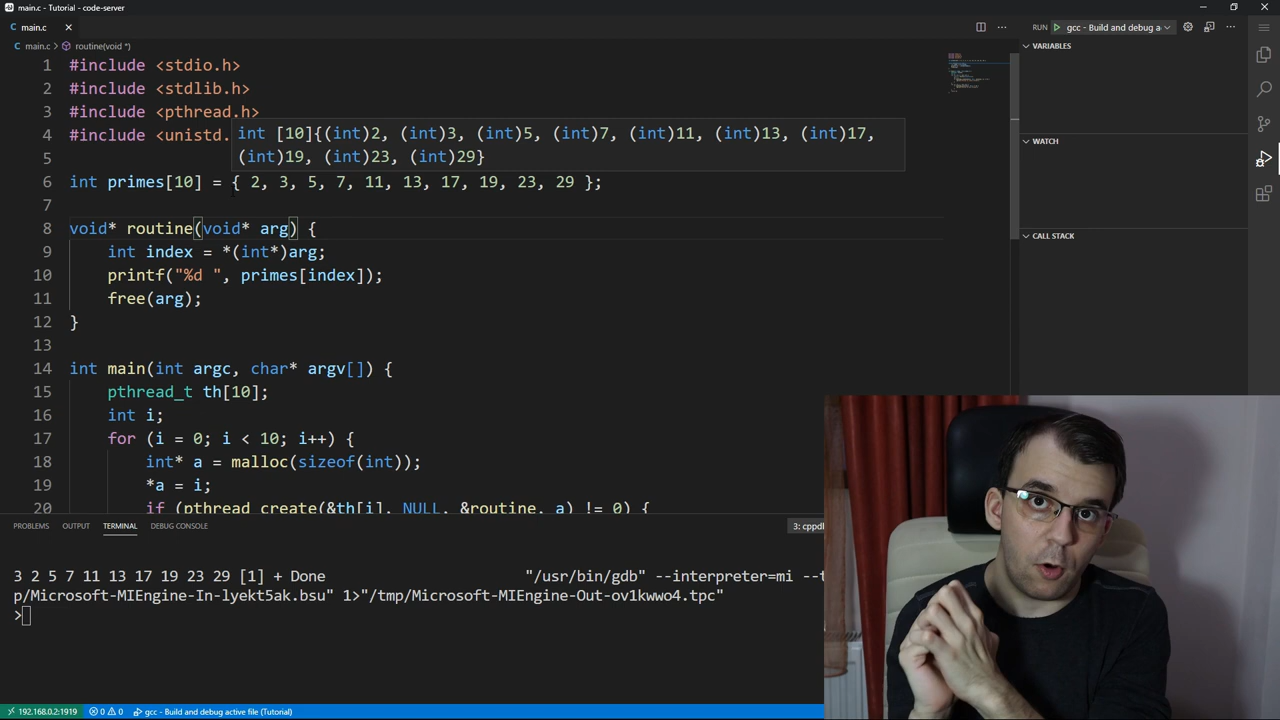 main.c - Tutorial - code-server
main.c
RUN gcc - Build and debug a
main.c > routine(void *)
VARIABLES
WATCH
CALL STACK
1 #include <stdio.h>
2 #include <stdlib.h>
3 #include <pthread.h>
4 #include <unistd.
int [10]{(int)2, (int)3, (int)5, (int)7, (int)11, (int)13, (int)17,
(int)19, (int)23, (int)29}
5
6 int primes[10] = { 2, 3, 5, 7, 11, 13, 17, 19, 23, 29 };
7
8 void* routine(void* arg) {
9 int index = *(int*)arg;
10 printf("%d ", primes[index]);
11 free(arg);
12 }
13
14 int main(int argc, char* argv[]) {
15 pthread_t th[10];
16 int i;
17 for (i = 0; i < 10; i++) {
18 int* a = malloc(sizeof(int));
19 *a = i;
20 if (pthread_create(&th[i], NULL, &routine, a) != 0) {
PROBLEMS OUTPUT TERMINAL DEBUG CONSOLE
3: cppdb
3 2 5 7 11 13 17 19 23 29 [1] + Done "/usr/bin/gdb" --interpreter=mi --t
p/Microsoft-MIEngine-In-lyekt5ak.bsu" 1>"/tmp/Microsoft-MIEngine-Out-ov1kwwo4.tpc"
>
192.168.0.2:1919 0 0 gcc - Build and debug active file (Tutorial)